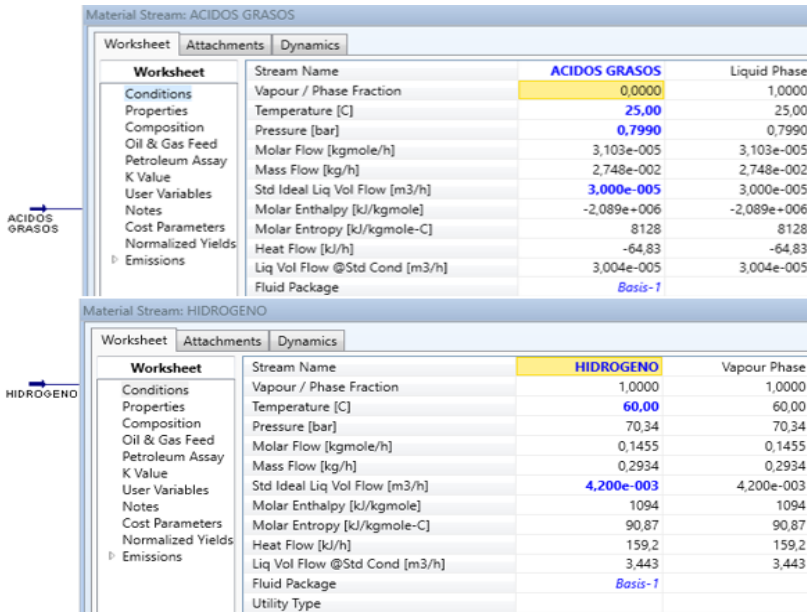 Material Stream: ACIDOS GRASOS
Worksheet Attachments Dynamics
Worksheet
Conditions
Properties
Composition
Oil & Gas Feed
Petroleum Assay
K Value
User Variables
Notes
Cost Parameters
Normalized Yields
Emissions
Stream Name ACIDOS GRASOS Liquid Phase
Vapour / Phase Fraction 0,0000 1,0000
Temperature [C] 25,00 25,00
Pressure [bar] 0,7990 0,7990
Molar Flow [kgmole/h] 3,103e-005 3,103e-005
Mass Flow [kg/h] 2,748e-002 2,748e-002
Std Ideal Liq Vol Flow [m3/h] 3,000e-005 3,000e-005
Molar Enthalpy [kJ/kgmole] -2,089e+006 -2,089e+006
Molar Entropy [kJ/kgmole-C] 8128 8128
Heat Flow [kJ/h] -64,83 -64,83
Liq Vol Flow @Std Cond [m3/h] 3,004e-005 3,004e-005
Fluid Package Basis-1
ACIDOS
GRASOS
Material Stream: HIDROGENO
Worksheet Attachments Dynamics
Worksheet
Conditions
Properties
Composition
Oil & Gas Feed
Petroleum Assay
K Value
User Variables
Notes
Cost Parameters
Normalized Yields
Emissions
Stream Name HIDROGENO Vapour Phase
Vapour / Phase Fraction 1,0000 1,0000
Temperature [C] 60,00 60,00
Pressure [bar] 70,34 70,34
Molar Flow [kgmole/h] 0,1455 0,1455
Mass Flow [kg/h] 0,2934 0,2934
Std Ideal Liq Vol Flow [m3/h] 4,200e-003 4,200e-003
Molar Enthalpy [kJ/kgmole] 1094 1094
Molar Entropy [kJ/kgmole-C] 90,87 90,87
Heat Flow [kJ/h] 159,2 159,2
Liq Vol Flow @Std Cond [m3/h] 3,443 3,443
Fluid Package Basis-1
Utility Type
HIDROGENO